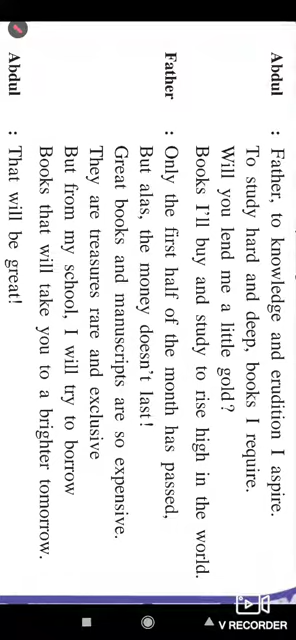 Abdul : Father, to knowledge and erudition I aspire.
To study hard and deep, books I require.
Will you lend me a little gold?
Books I'll buy and study to rise high in the world.
Father : Only the first half of the month has passed,
But alas, the money doesn't last!
Great books and manuscripts are so expensive.
They are treasures rare and exclusive
But from my school, I will try to borrow
Books that will take you to a brighter tomorrow.
Abdul : That will be great!
V RECORDER